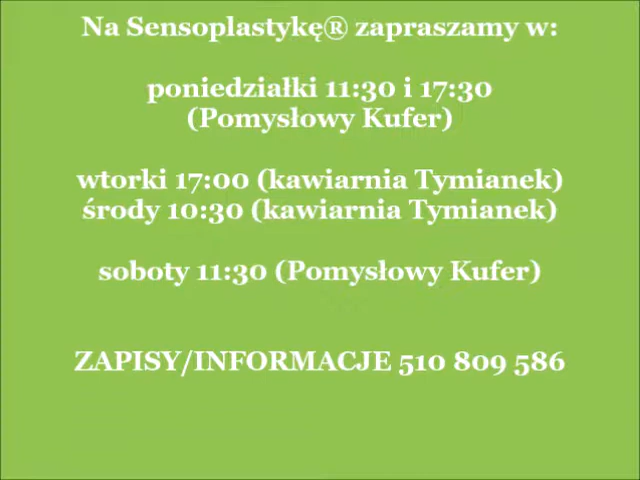 Na Sensoplastykę® zapraszamy w:
poniedziałki 11:30 i 17:30
(Pomysłowy Kufer)
wtorki 17:00 (kawiarnia Tymianek)
środy 10:30 (kawiarnia Tymianek)
soboty 11:30 (Pomysłowy Kufer)
ZAPISY/INFORMACJE 510 809 586